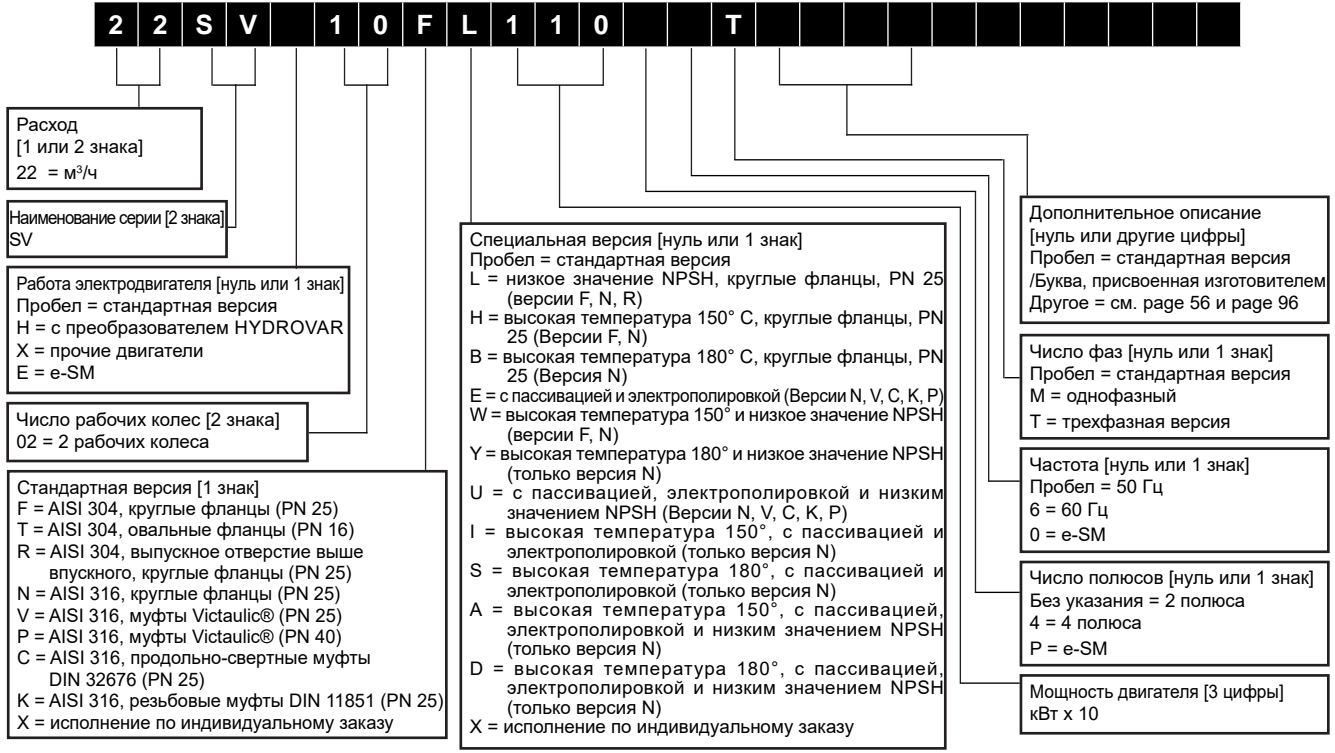 22SV 10FL110 T
Расход
[1 или 2 знака]
22 = м³/ч
Наименование серии [2 знака]
SV
Работа электродвигателя [нуль или 1 знак]
Пробел = стандартная версия
H = с преобразователем HYDROVAR
X = прочие двигатели
E = e-SM
Число рабочих колес [2 знака]
02 = 2 рабочих колеса
Стандартная версия [1 знак]
F = AISI 304, круглые фланцы (PN 25)
T = AISI 304, овальные фланцы (PN 16)
R = AISI 304, выпускное отверстие выше
впускного, круглые фланцы (PN 25)
N = AISI 316, круглые фланцы (PN 25)
V = AISI 316, муфты Victaulic® (PN 25)
P = AISI 316, муфты Victaulic® (PN 40)
C = AISI 316, продольно-свертные муфты
DIN 32676 (PN 25)
K = AISI 316, резьбовые муфты DIN 11851 (PN 25)
X = исполнение по индивидуальному заказу
Специальная версия [нуль или 1 знак]
Пробел = стандартная версия
L = низкое значение NPSH, круглые фланцы, PN 25
(версии F, N, R)
H = высокая температура 150° C, круглые фланцы, PN
25 (Версии F, N)
B = высокая температура 180° C, круглые фланцы, PN
25 (Версия N)
E = с пассивацией и электрополировкой (Версии N, V, C, K, P)
W = высокая температура 150° и низкое значение NPSH
(версии F, N)
Y = высокая температура 180° и низкое значение NPSH
(только версия N)
U = с пассивацией, электрополировкой и низким
значением NPSH (Версии N, V, C, K, P)
I = высокая температура 150°, с пассивацией и
электрополировкой (только версия N)
S = высокая температура 180°, с пассивацией и
электрополировкой (только версия N)
A = высокая температура 150°, с пассивацией,
электрополировкой и низким значением NPSH
(только версия N)
D = высокая температура 180°, с пассивацией,
электрополировкой и низким значением NPSH
(только версия N)
X = исполнение по индивидуальному заказу
Дополнительное описание
[нуль или другие цифры]
Пробел = стандартная версия
/Буква, присвоенная изготовителем
Другое = см. page 56 и page 96
Число фаз [нуль или 1 знак]
Пробел = стандартная версия
M = однофазный
T = трехфазная версия
Частота [нуль или 1 знак]
Пробел = 50 Гц
6 = 60 Гц
0 = e-SM
Число полюсов [нуль или 1 знак]
Без указания = 2 полюса
4 = 4 полюса
P = e-SM
Мощность двигателя [3 цифры]
кВт x 10